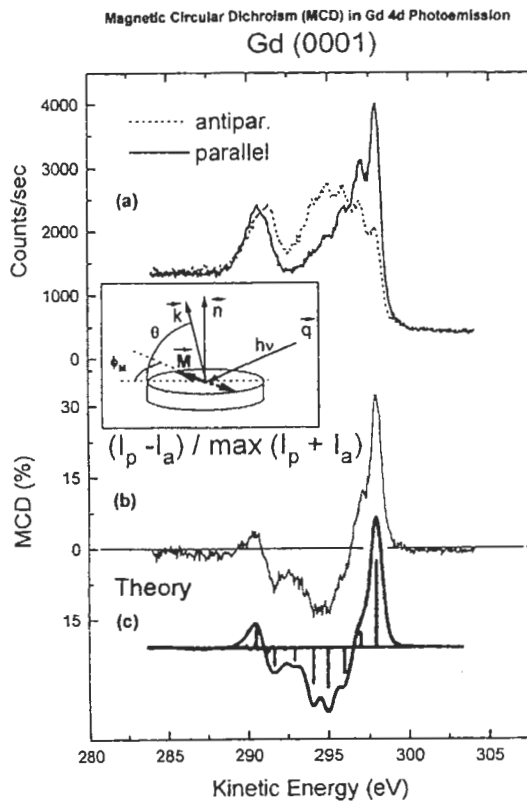 Magnetic Circular Dichroism (MCD) in Gd 4d Photoemission
Gd (0001)
4000
3000
2000
1000
0
Counts/sec
antipar.
parallel
(a)
k
n
q
θ
hν
ϕM
M
(Ip -Ia) / max (Ip + Ia)
30
15
0
15
MCD (%)
(b)
Theory
(c)
280 285 290 295 300 305
Kinetic Energy (eV)